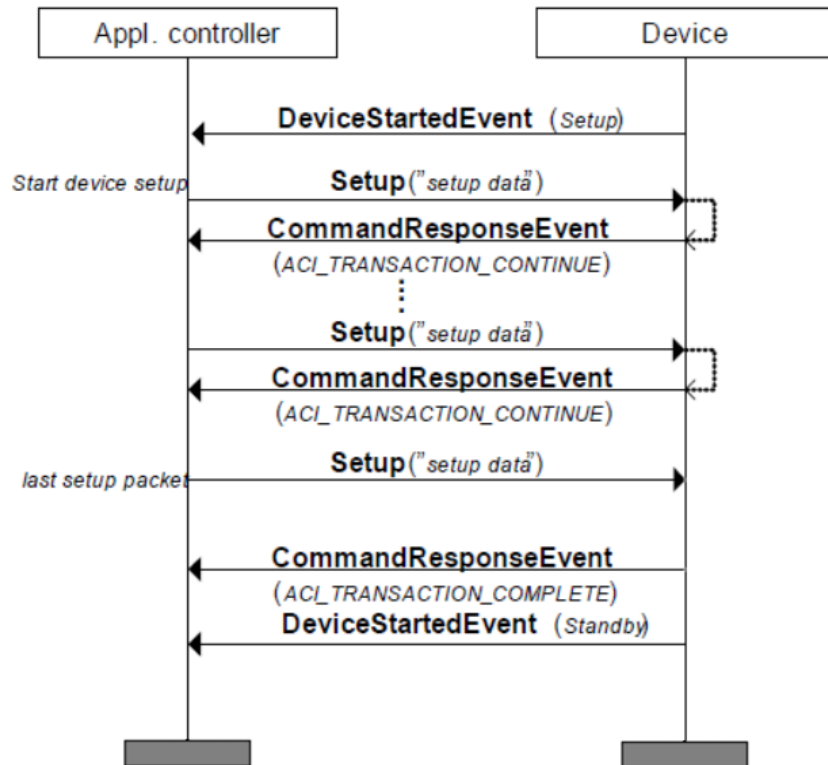 Appl. controller Device
DeviceStartedEvent (Setup)
Start device setup Setup("setup data")
CommandResponseEvent
(ACI_TRANSACTION_CONTINUE)
Setup("setup data")
CommandResponseEvent
(ACI_TRANSACTION_CONTINUE)
last setup packet Setup("setup data")
CommandResponseEvent
(ACI_TRANSACTION_COMPLETE)
DeviceStartedEvent (Standby)